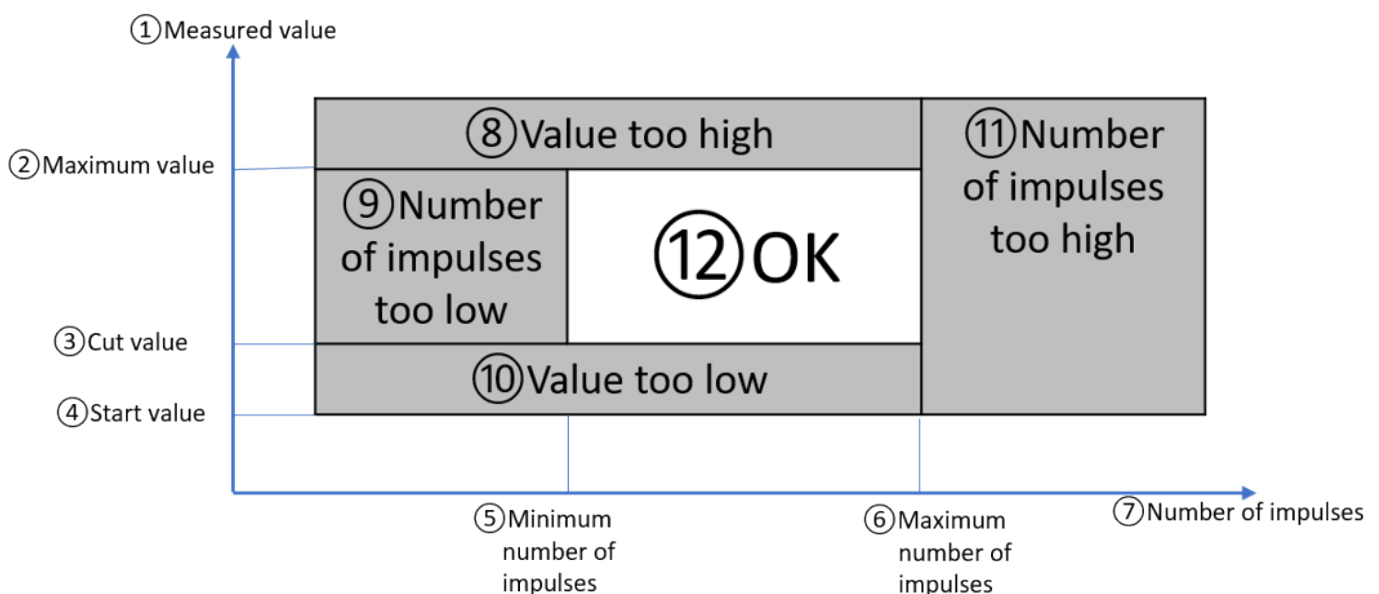 ①Measured value
⑧Value too high
⑪Number
of impulses
too high
②Maximum value
⑨Number
of impulses
too low
⑫OK
③Cut value
⑩Value too low
④Start value
⑤Minimum
number of
impulses
⑥Maximum
number of
impulses
⑦Number of impulses